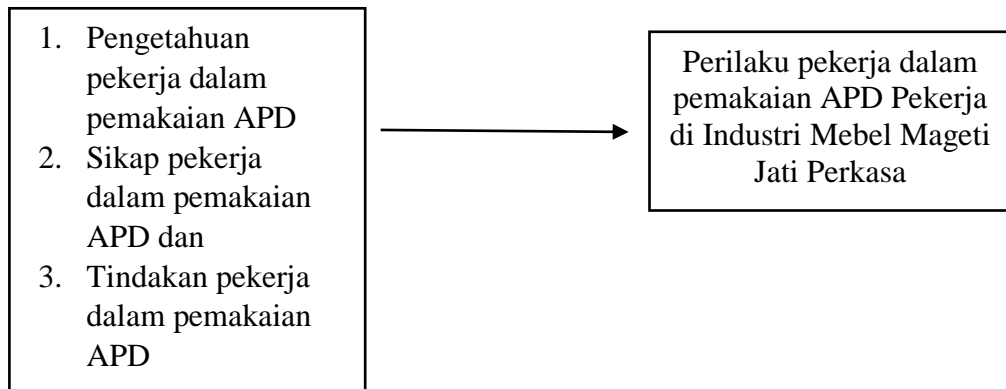 1. Pengetahuan
pekerja dalam
pemakaian APD
2. Sikap pekerja
dalam pemakaian
APD dan
3. Tindakan pekerja
dalam pemakaian
APD
Perilaku pekerja dalam
pemakaian APD Pekerja
di Industri Mebel Mageti
Jati Perkasa